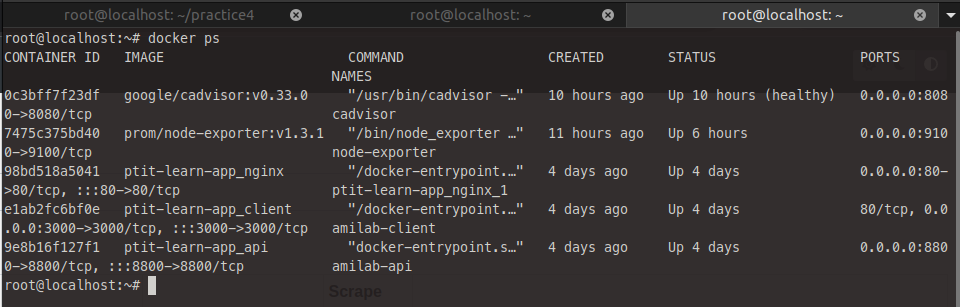 root@localhost: ~/practice4
root@localhost: ~
root@localhost: ~
root@localhost:~# docker ps
CONTAINER ID   IMAGE                       COMMAND                  CREATED        STATUS                  PORTS
                                         NAMES
0c3bff7f23df   google/cadvisor:v0.33.0     "/usr/bin/cadvisor -…"   10 hours ago   Up 10 hours (healthy)   0.0.0.0:808
0->8080/tcp                              cadvisor
7475c375bd40   prom/node-exporter:v1.3.1   "/bin/node_exporter …"   11 hours ago   Up 6 hours              0.0.0.0:910
0->9100/tcp                              node-exporter
98bd518a5041   ptit-learn-app_nginx        "/docker-entrypoint.…"   4 days ago     Up 4 days               0.0.0.0:80-
>80/tcp, :::80->80/tcp                   ptit-learn-app_nginx_1
e1ab2fc6bf0e   ptit-learn-app_client       "/docker-entrypoint.…"   4 days ago     Up 4 days               80/tcp, 0.0
.0.0:3000->3000/tcp, :::3000->3000/tcp   amilab-client
9e8b16f127f1   ptit-learn-app_api          "docker-entrypoint.s…"   4 days ago     Up 4 days               0.0.0.0:880
0->8800/tcp, :::8800->8800/tcp           amilab-api
root@localhost:~#
Scrape